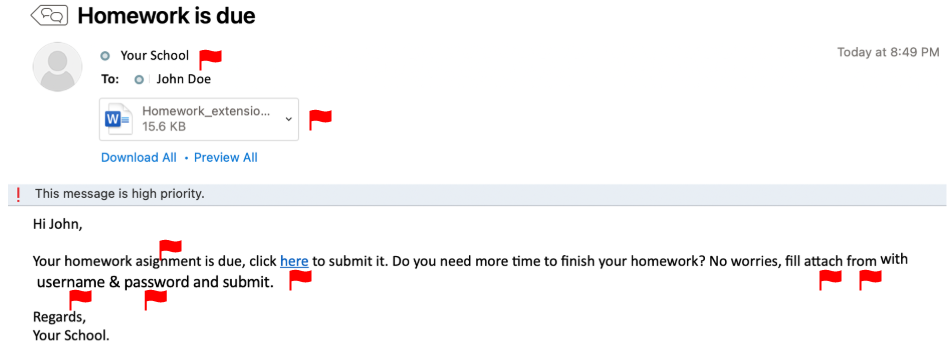 Homework is due
Your School
Today at 8:49 PM
To: John Doe
W
Homework_extensio...
15.6 KB
Download All • Preview All
! This message is high priority.
Hi John,
Your homework asignment is due, click here to submit it. Do you need more time to finish your homework? No worries, fill attach from with
username & password and submit.
Regards,
Your School.